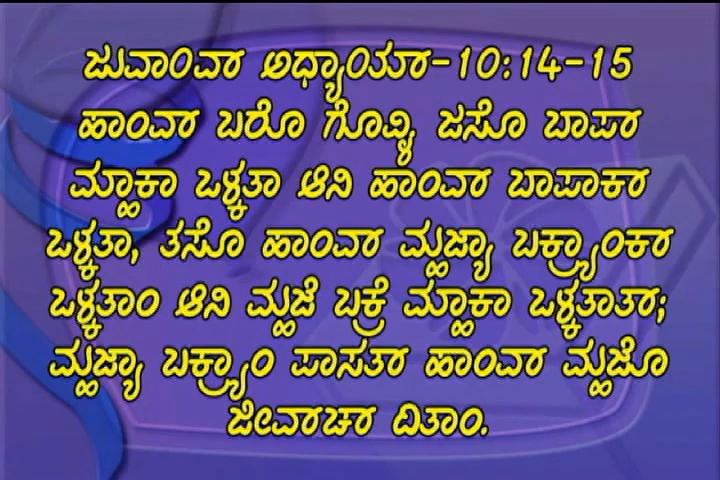 ಜುವಾಂವ್ ಅಧ್ಯಾಂಯ್-10:14-15
ಹಾಂವ್ ಬರೊ ಗೊವ್ಳಿ. ಜಸೊ ಬಾಪ್
ಮ್ಹಾಕಾ ಒಳ್ಕತಾ ಆನಿ ಹಾಂವ್ ಬಾಪಾಕ್
ಒಳ್ಕತಾ, ತಸೊ ಹಾಂವ್ ಮ್ಹಜ್ಯಾ ಬಕ್ರ್ಯಾಂಕ್
ಒಳ್ಕತಾಂ ಆನಿ ಮ್ಹಜೆ ಬಕ್ರೆ ಮ್ಹಾಕಾ ಒಳ್ಕತಾತ್;
ಮ್ಹಜ್ಯಾ ಬಕ್ರ್ಯಾಂ ಪಾಸತ್ ಹಾಂವ್ ಮ್ಹಜೊ
ಜೀವ್‌ಚ್ ದಿತಾಂ.